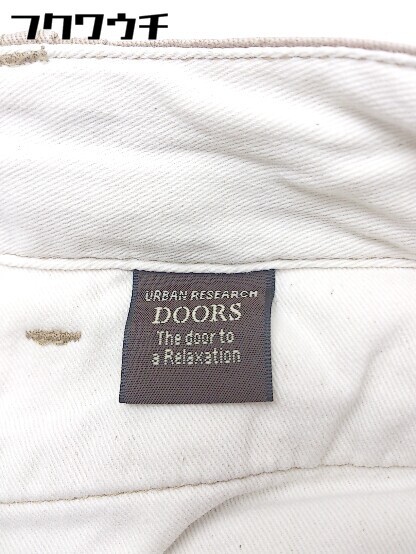 フクワウチ
URBAN RESEARCH
DOORS
The door to
a Relaxation